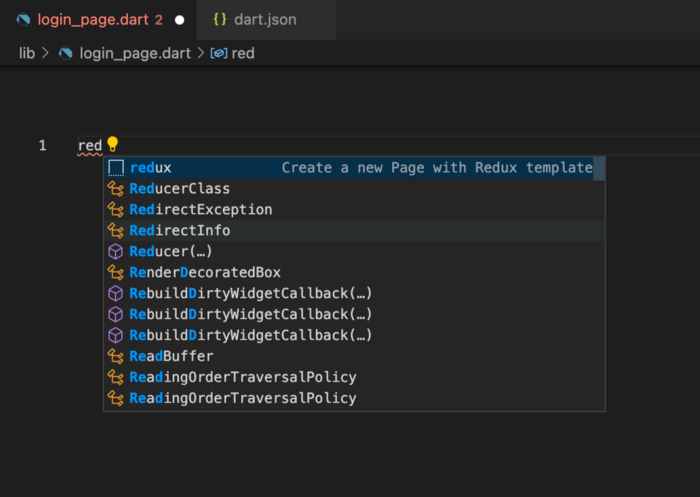 login_page.dart 2 ● {} dart.json
lib > login_page.dart > red
1 red
redux Create a new Page with Redux template
ReducerClass
RedirectException
RedirectInfo
Reducer(…)
RenderDecoratedBox
RebuildDirtyWidgetCallback(…)
RebuildDirtyWidgetCallback(…)
RebuildDirtyWidgetCallback(…)
ReadBuffer
ReadingOrderTraversalPolicy
ReadingOrderTraversalPolicy